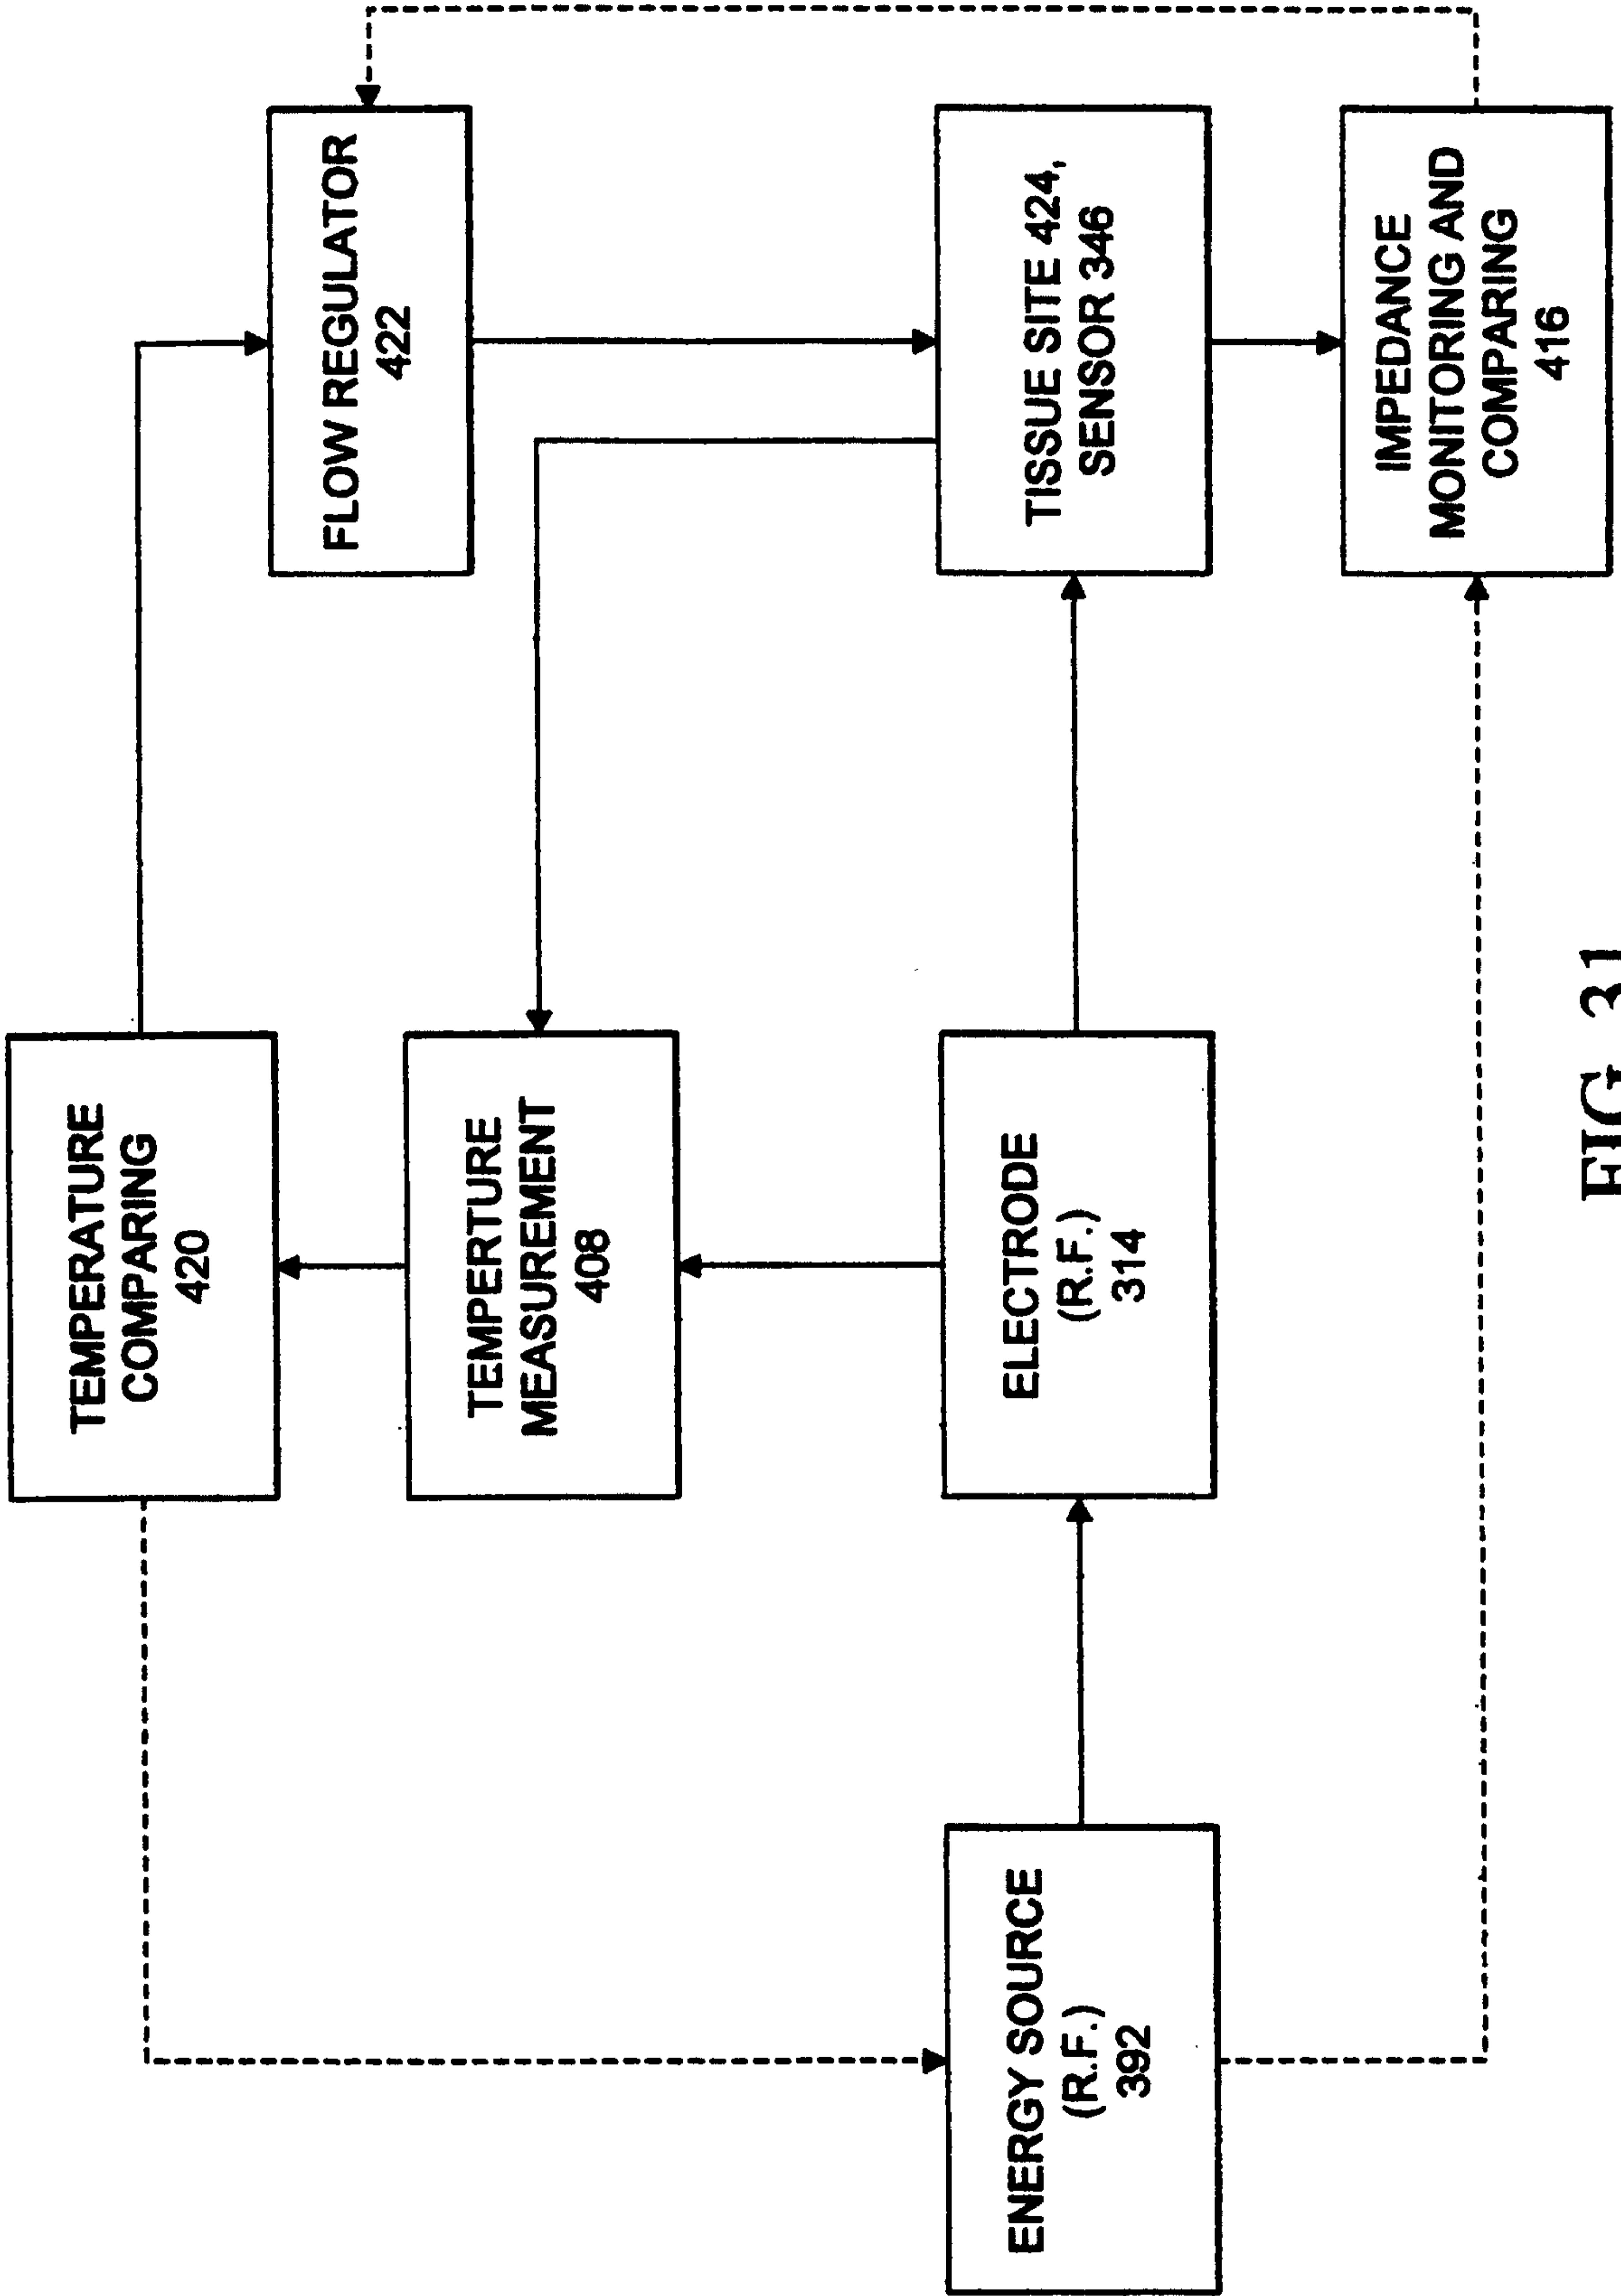 TEMPERATURE
COMPARING
420
FLOW REGULATOR
422
TEMPERTURE
MEASUREMENT
408
ENERGY SOURCE
(R.F.)
392
ELECTRODE
(R.F.)
314
TISSUE SITE 424,
SENSOR 346
IMPEDANCE
MONITORING AND
COMPARING
416
FIG. 31